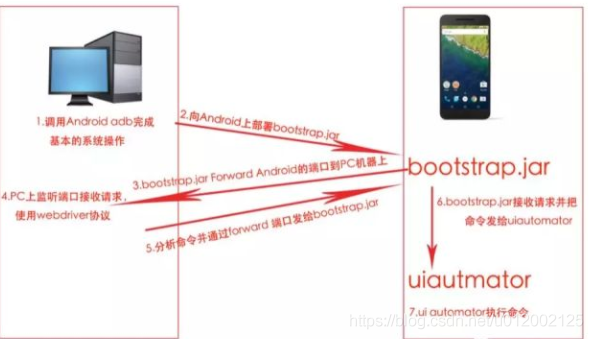 1.调用Android adb完成
基本的系统操作
2.向Android上部署bootstrap.jar
3.bootstrap.jar Forward Android的端口到PC机器上
4.PC上监听端口接收请求,
使用webdriver协议
5.分析命令并通过forward 端口发给bootstrap.jar
bootstrap.jar
6.bootstrap.jar接收请求并把
命令发给uiautomator
uiautmator
7.ui automator执行命令
https://blog.csdn.net/u012002125